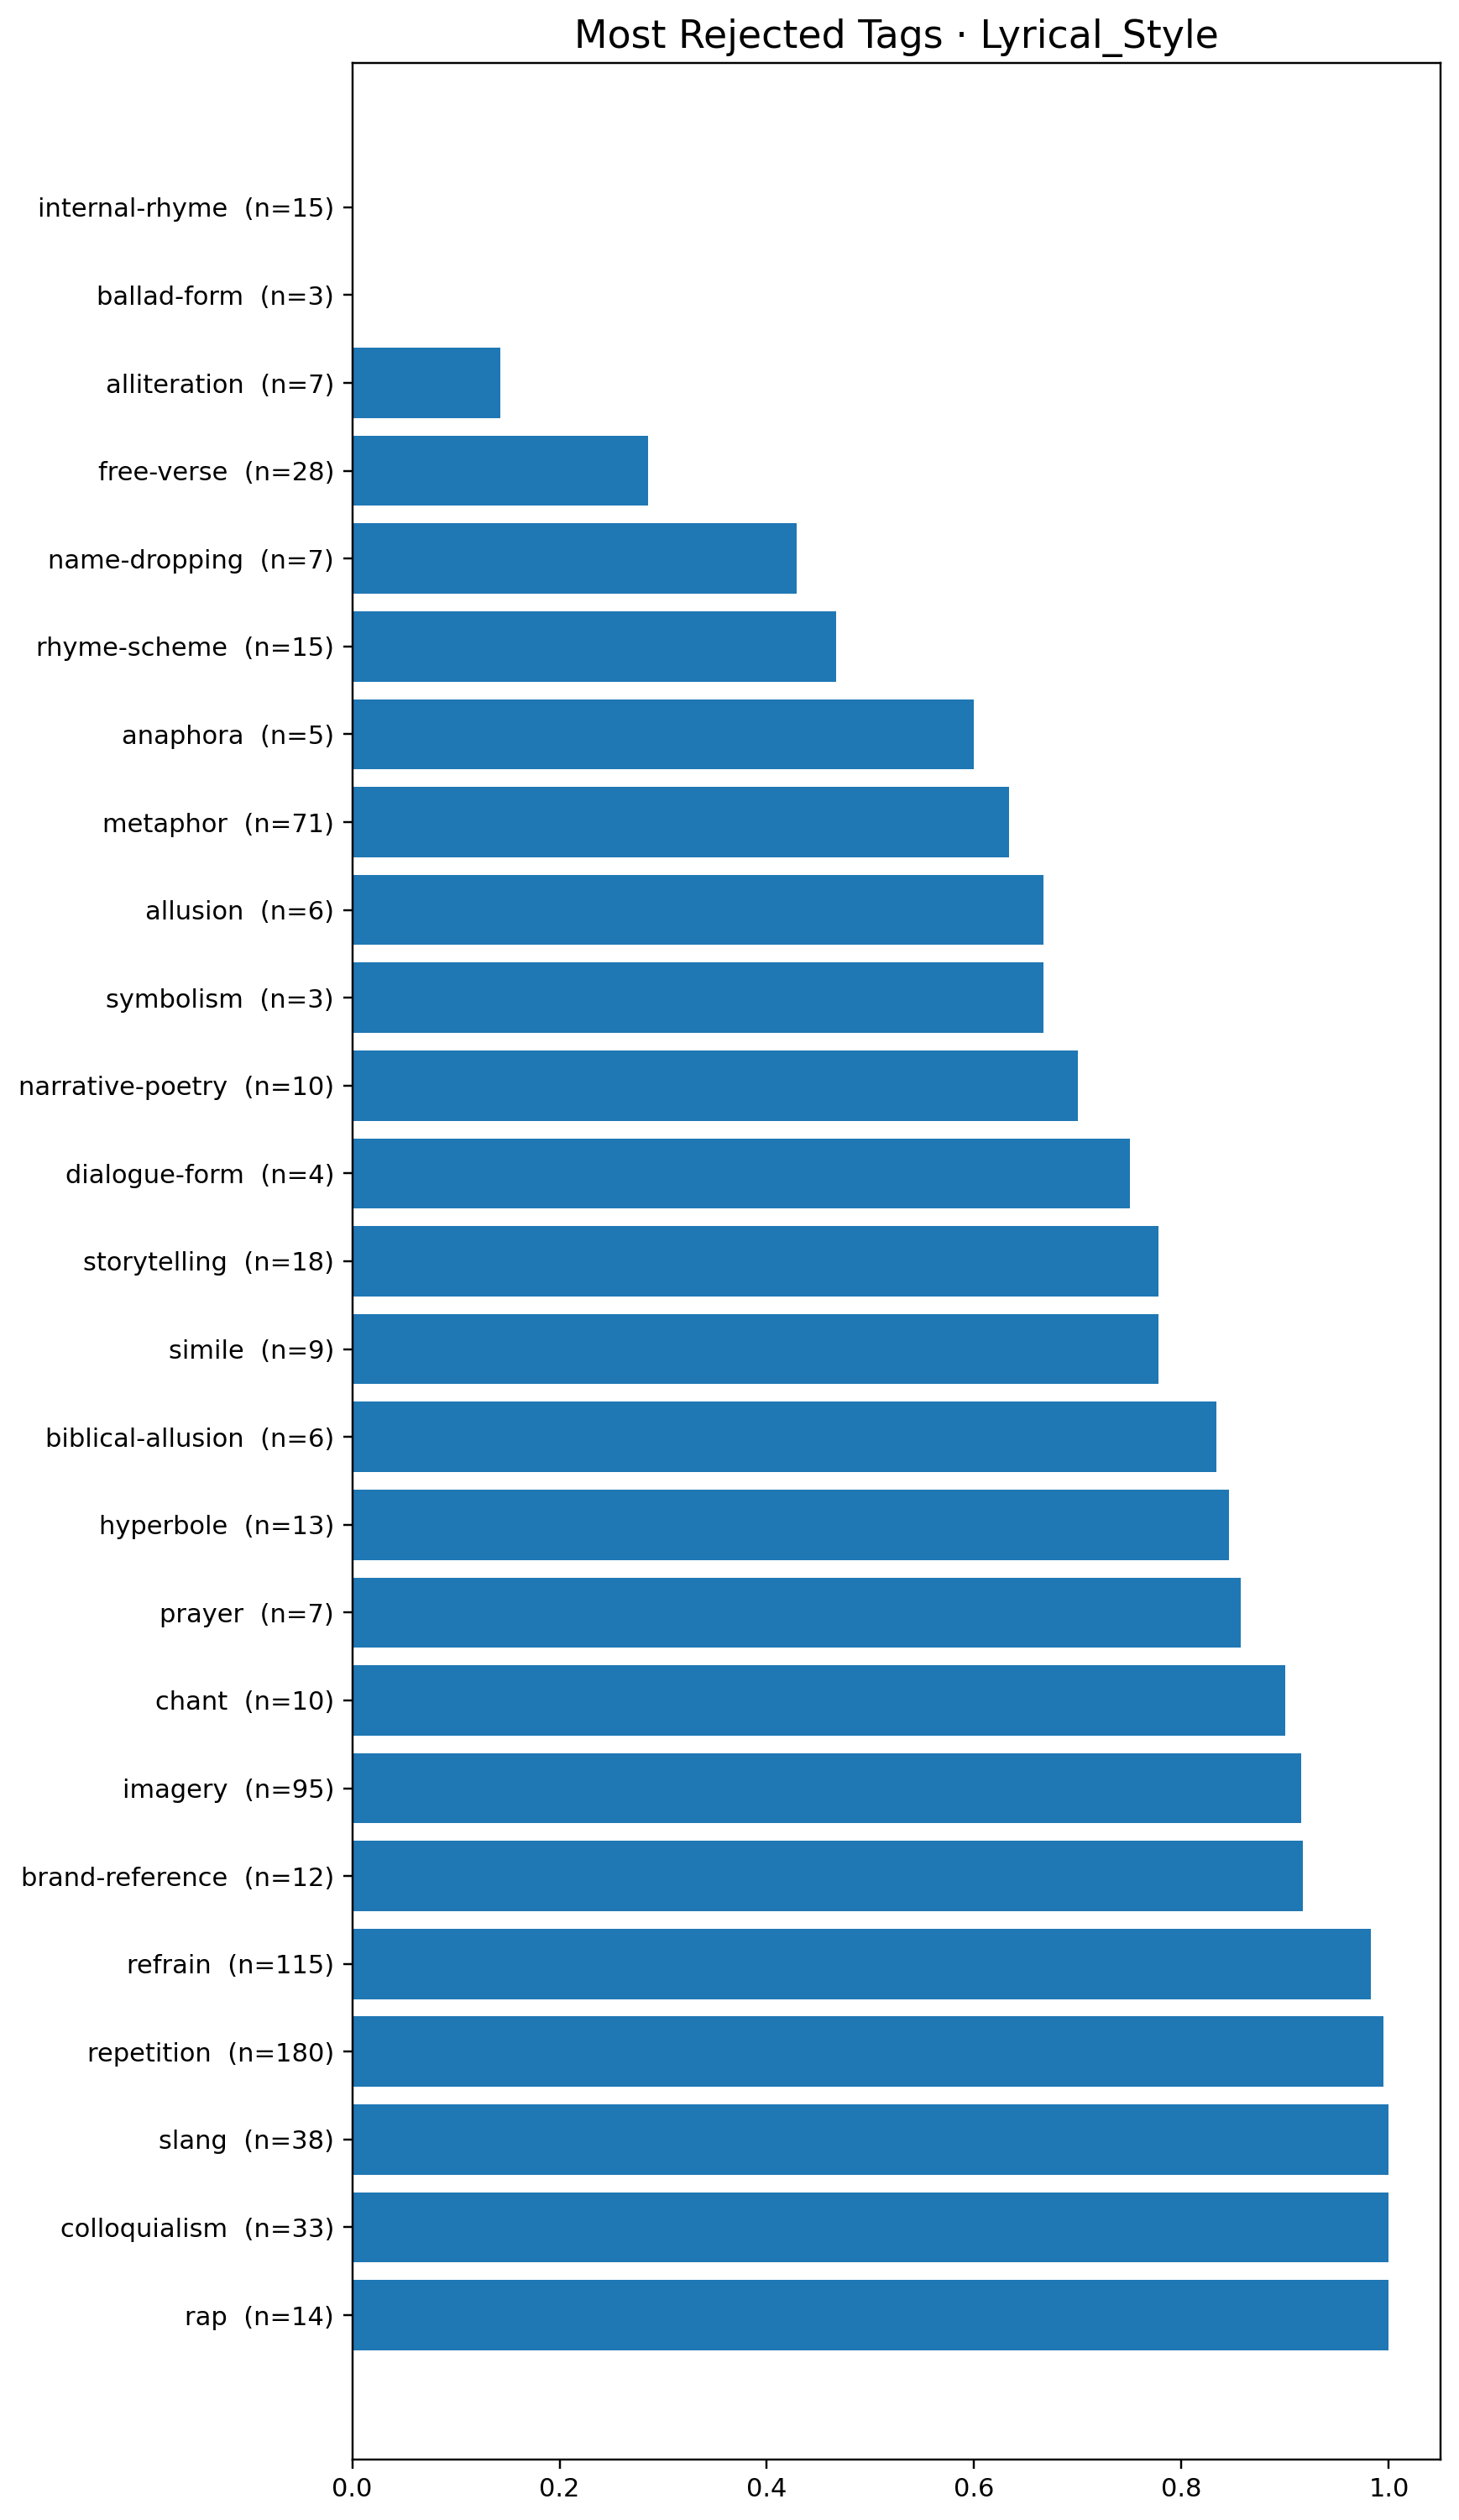 Most Rejected Tags · Lyrical_Style
internal-rhyme (n=15)
ballad-form (n=3)
alliteration (n=7)
free-verse (n=28)
name-dropping (n=7)
rhyme-scheme (n=15)
anaphora (n=5)
metaphor (n=71)
allusion (n=6)
symbolism (n=3)
narrative-poetry (n=10)
dialogue-form (n=4)
storytelling (n=18)
simile (n=9)
biblical-allusion (n=6)
hyperbole (n=13)
prayer (n=7)
chant (n=10)
imagery (n=95)
brand-reference (n=12)
refrain (n=115)
repetition (n=180)
slang (n=38)
colloquialism (n=33)
rap (n=14)
0.0 0.2 0.4 0.6 0.8 1.0